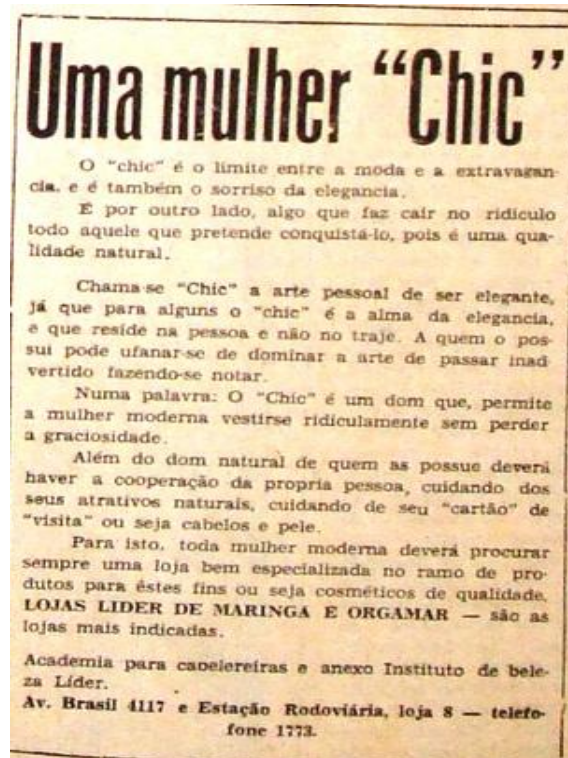 Uma mulher “Chic”
O “chic” é o limite entre a moda e a extravagan-
cia, e é também o sorriso da elegancia.
E por outro lado, algo que faz cair no ridiculo
todo aquele que pretende conquistá-lo, pois é uma qua-
lidade natural.
Chama-se “Chic” a arte pessoal de ser elegante,
já que para alguns o “chic” é a alma da elegancia,
e que reside na pessoa e não no traje. A quem o pos-
sui pode ufanar-se de dominar a arte de passar inad-
vertido fazendo-se notar.
Numa palavra: O “Chic” é um dom que, permite
a mulher moderna vestirse ridiculamente sem perder
a graciosidade.
Além do dom natural de quem as possue deverá
haver a cooperação da propria pessoa, cuidando dos
seus atrativos naturais, cuidando de seu “cartão” de
“visita” ou seja cabelos e pele.
Para isto, toda mulher moderna deverá procurar
sempre uma loja bem especializada no ramo de pro-
dutos para êstes fins ou seja cosméticos de qualidade.
LOJAS LIDER DE MARINGA E ORGAMAR — são as
lojas mais indicadas.
Academia para cabelereiras e anexo Instituto de bele-
za Líder.
Av. Brasil 4117 e Estação Rodoviária, loja 8 — telefo-
fone 1773.